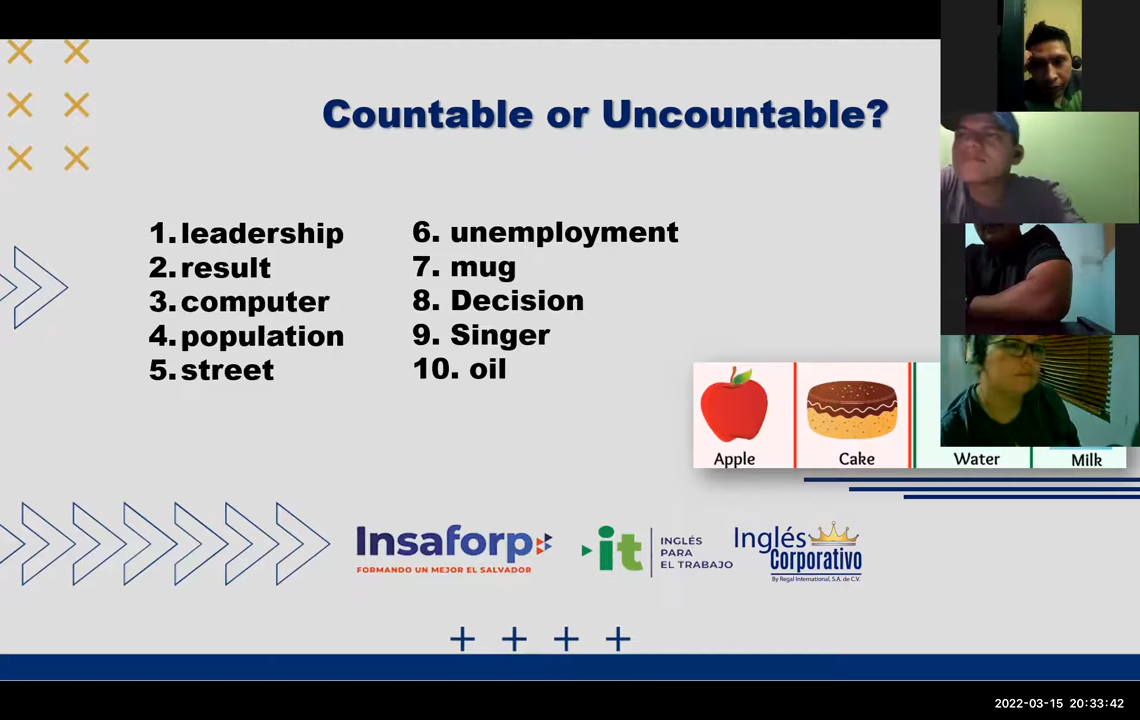 Countable or Uncountable?
1. leadership
2. result
3. computer
4. population
5. street
6. unemployment
7. mug
8. Decision
9. Singer
10. oil
Apple
Cake
Water
Milk
Insaforp
FORMANDO UN MEJOR EL SALVADOR
it
INGLÉS
PARA
EL TRABAJO
Inglés
Corporativo
By Regal International, S.A. de C.V.
2022-03-15 20:33:42